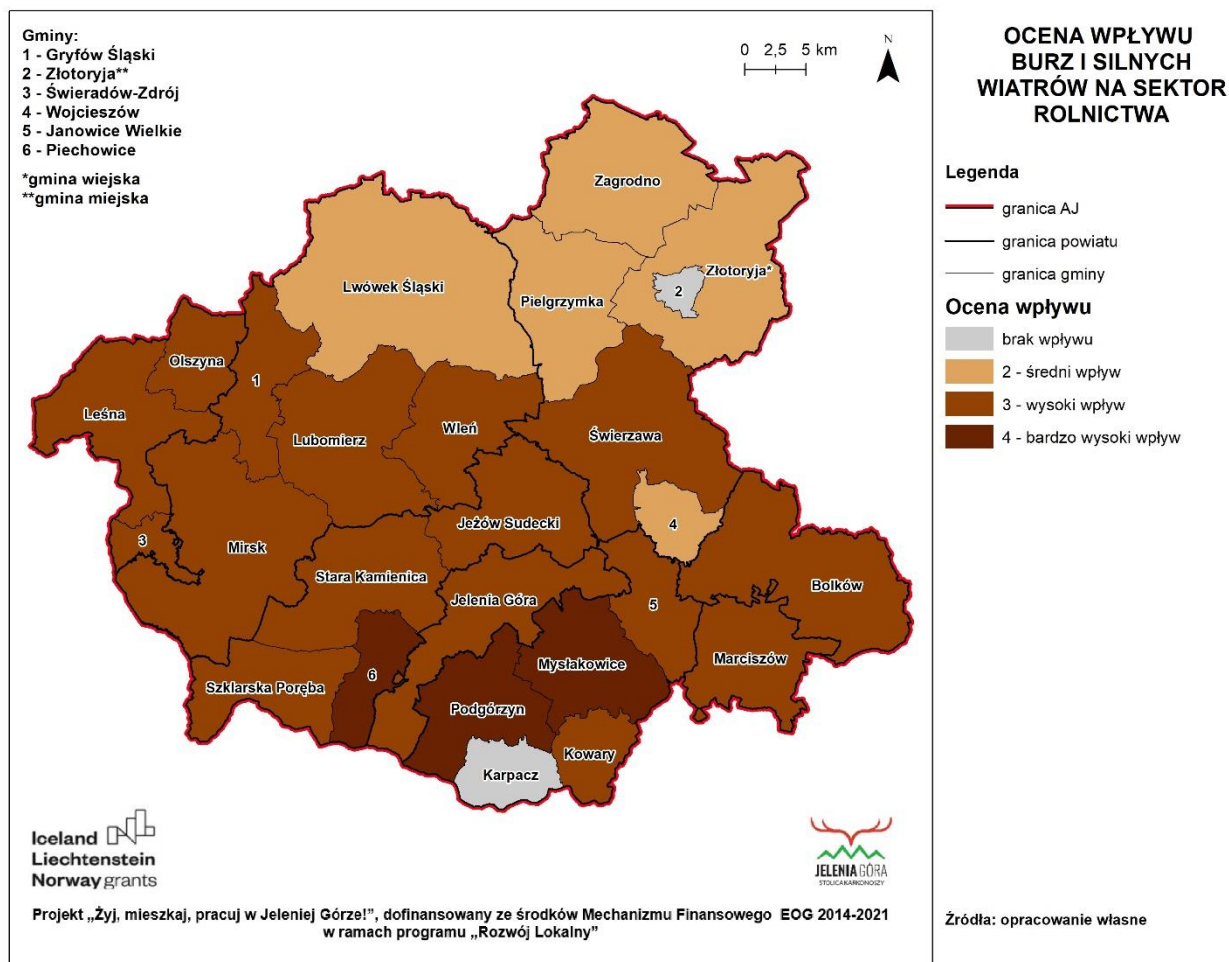 Gminy:
1 - Gryfów Śląski
2 - Złotoryja**
3 - Świeradów-Zdrój
4 - Wojcieszów
5 - Janowice Wielkie
6 - Piechowice
*gmina wiejska
**gmina miejska
0 2,5 5 km
N
OCENA WPŁYWU
BURZ I SILNYCH
WIATRÓW NA SEKTOR
ROLNICTWA
Legenda
granica AJ
granica powiatu
granica gminy
Ocena wpływu
brak wpływu
2 - średni wpływ
3 - wysoki wpływ
4 - bardzo wysoki wpływ
Zagrodno
Złotoryja*
2
Lwówek Śląski
Pielgrzymka
Olszyna
1
Leśna
Lubomierz
Wleń
Świerzawa
4
Jeżów Sudecki
3
Mirsk
Stara Kamienica
Jelenia Góra
5
Bolków
Marciszów
Mysłakowice
6
Szklarska Poręba
Podgórzyn
Kowary
Karpacz
Iceland
Liechtenstein
Norway grants
JELENIA GÓRA
STOLICA KARKONOSZY
Projekt „Żyj, mieszkaj, pracuj w Jeleniej Górze!”, dofinansowany ze środków Mechanizmu Finansowego EOG 2014-2021
w ramach programu „Rozwój Lokalny”
Źródła: opracowanie własne